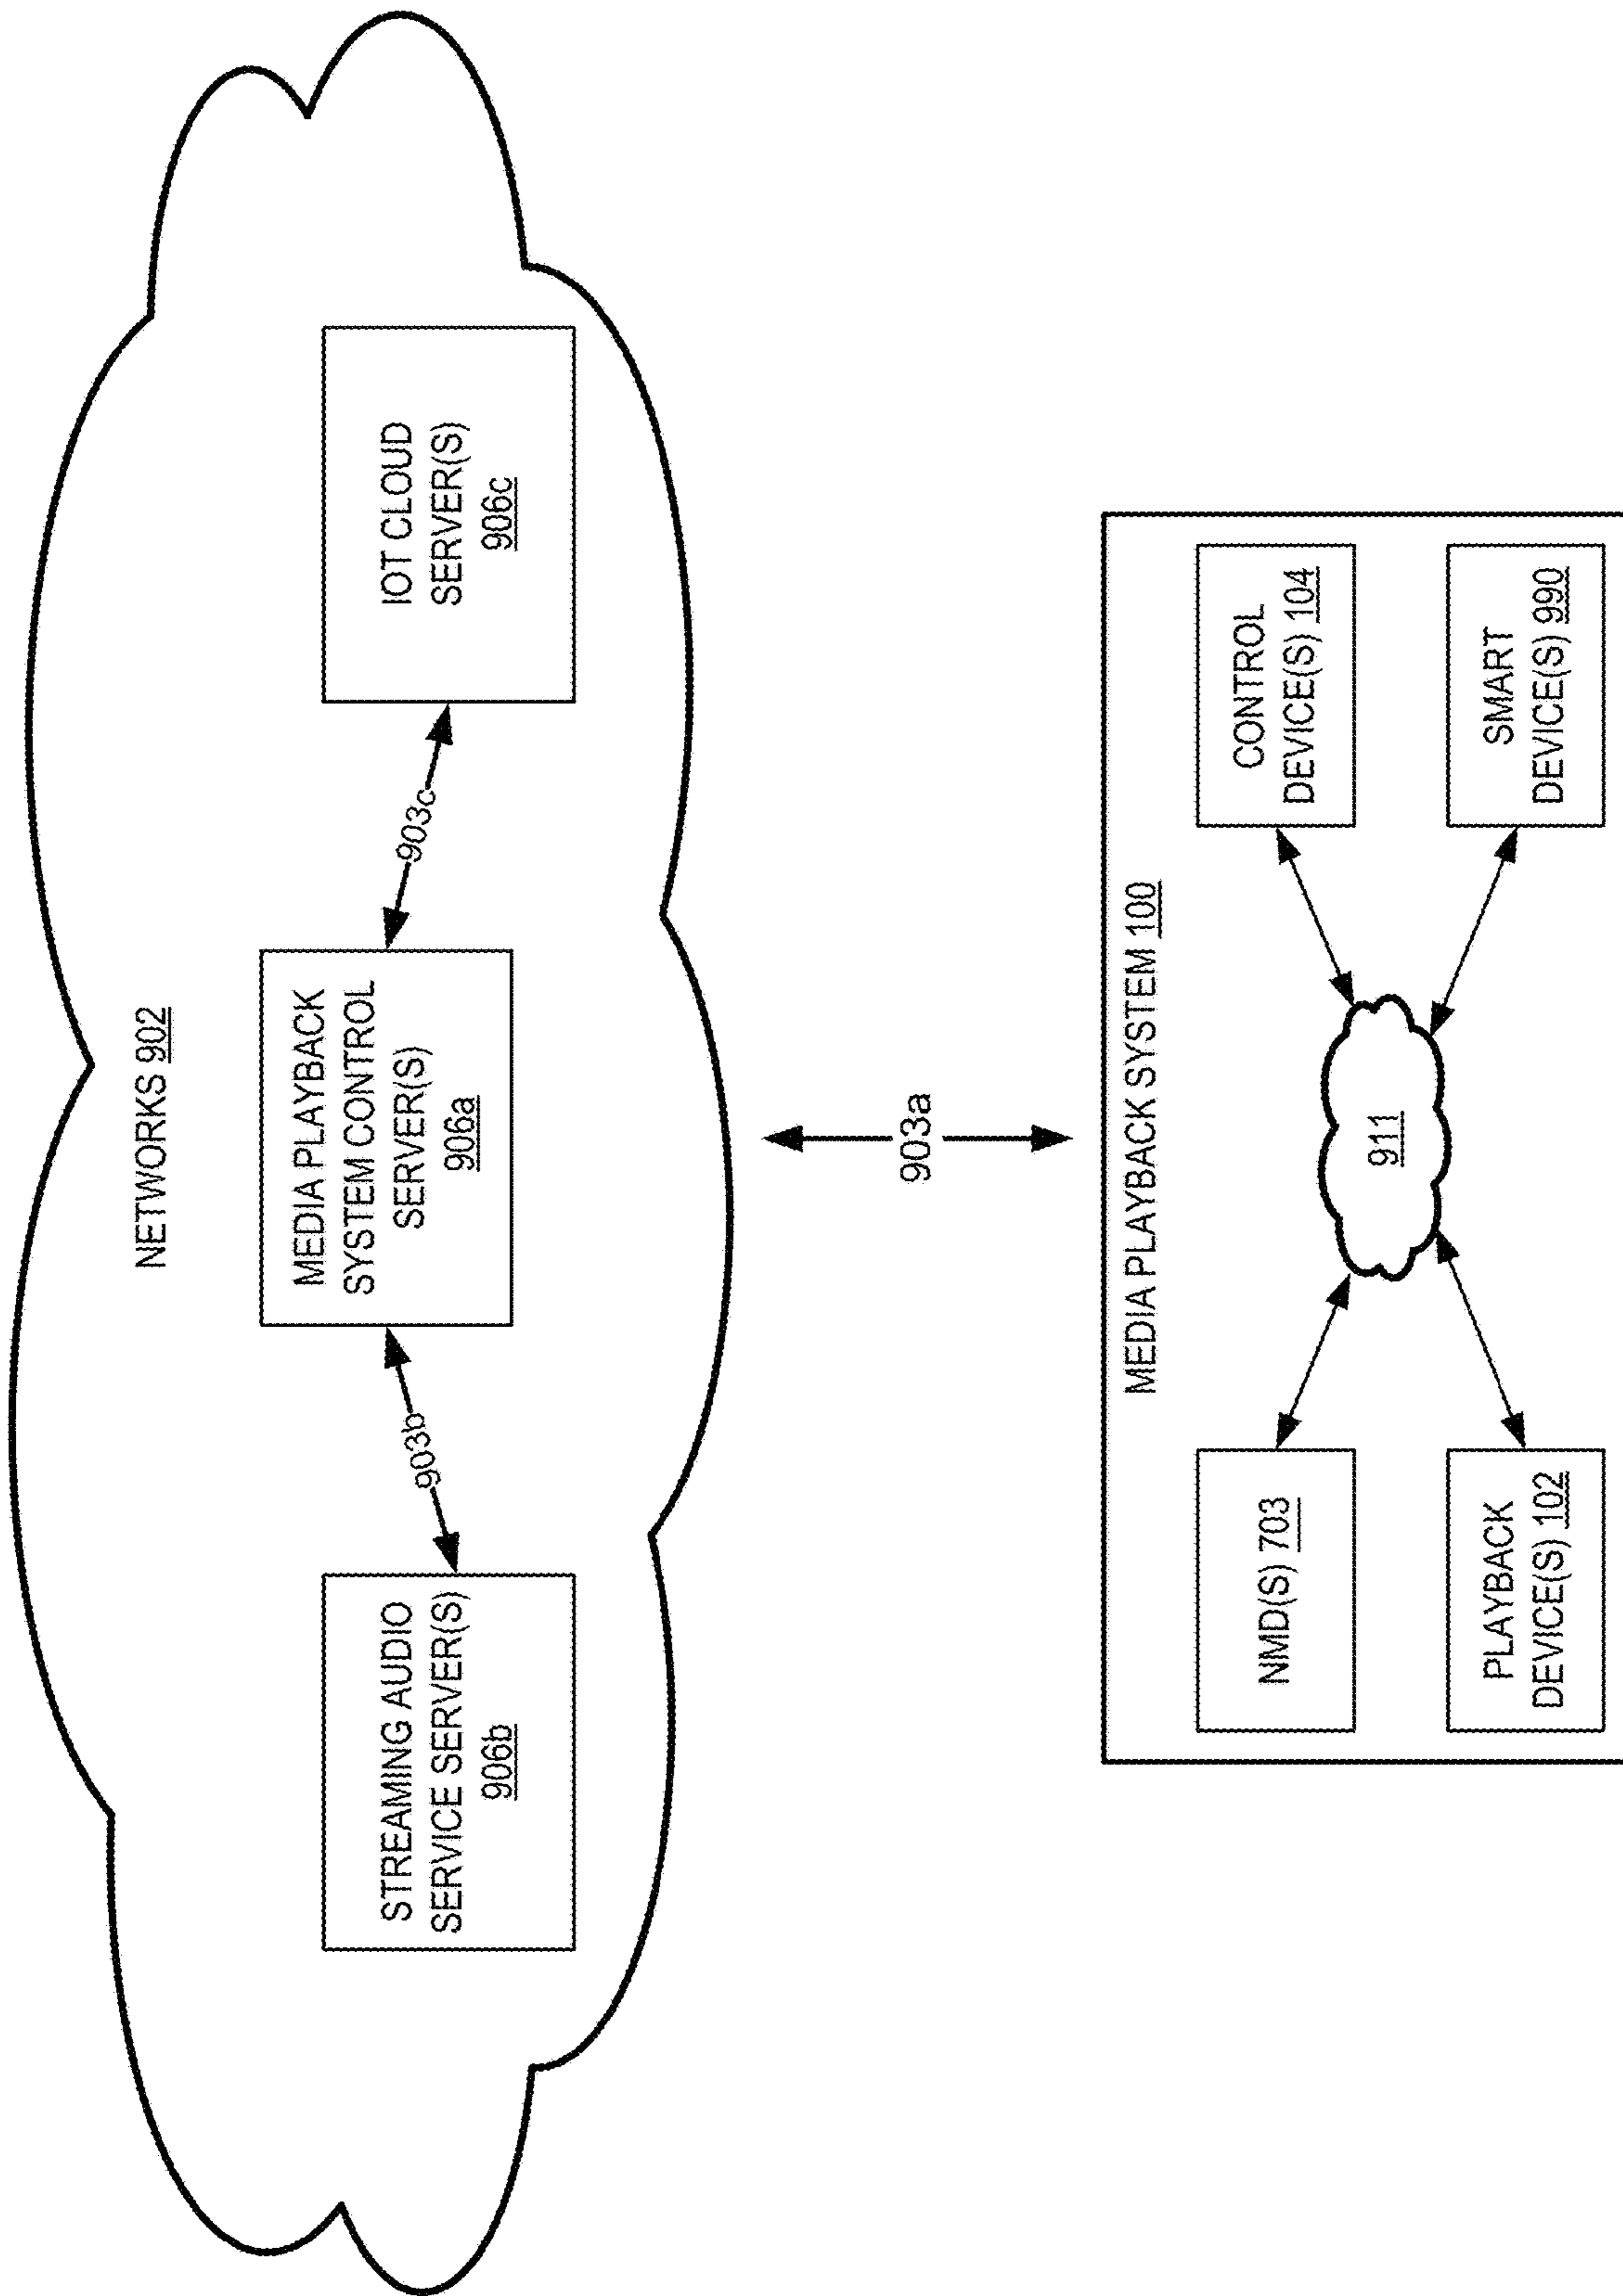 NETWORKS 902
STREAMING AUDIO
SERVICE SERVER(S)
906b
903b
MEDIA PLAYBACK
SYSTEM CONTROL
SERVER(S)
906a
903c
IOT CLOUD
SERVER(S)
906c
903a
MEDIA PLAYBACK SYSTEM 100
NMD(S) 703
CONTROL
DEVICE(S) 104
911
PLAYBACK
DEVICE(S) 102
SMART
DEVICE(S) 990